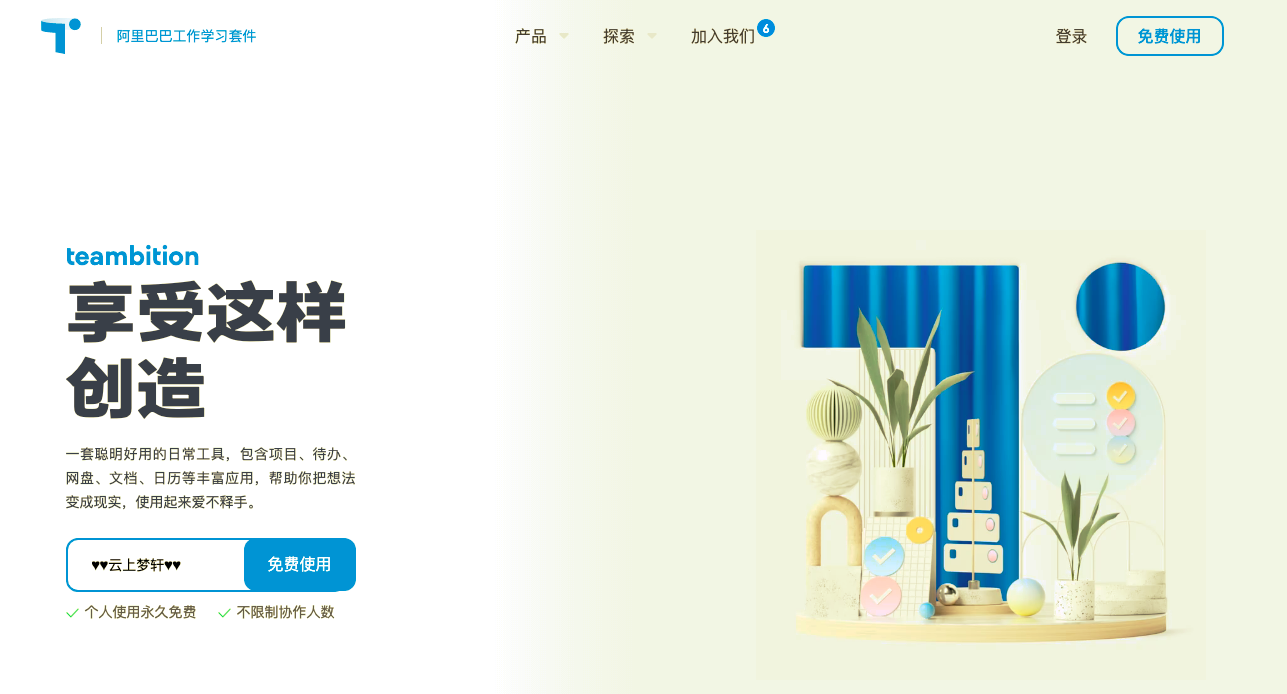 阿里巴巴工作学习套件
产品
探索
加入我们
6
登录
免费使用
teambition
享受这样
创造
一套聪明好用的日常工具，包含项目、待办、
网盘、文档、日历等丰富应用，帮助你把想法
变成现实，使用起来爱不释手。
♥♥云上梦轩♥♥
免费使用
个人使用永久免费
不限制协作人数